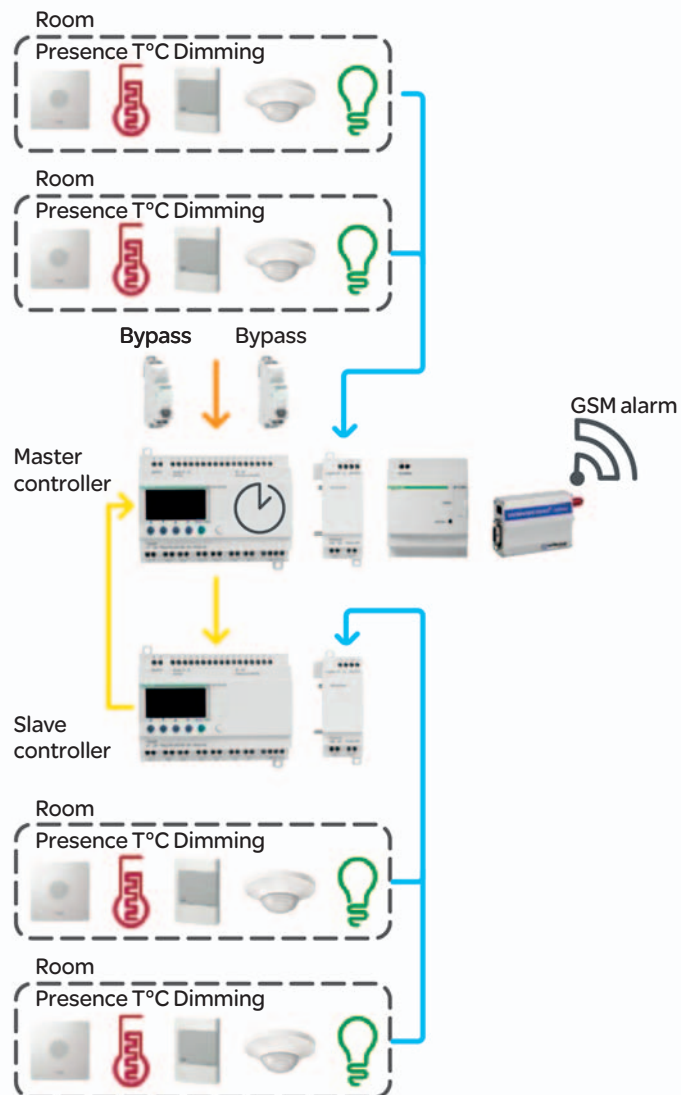 Room
Presence T°C Dimming
Room
Presence T°C Dimming
Bypass Bypass
GSM alarm
Master
controller
Slave
controller
Room
Presence T°C Dimming
Room
Presence T°C Dimming